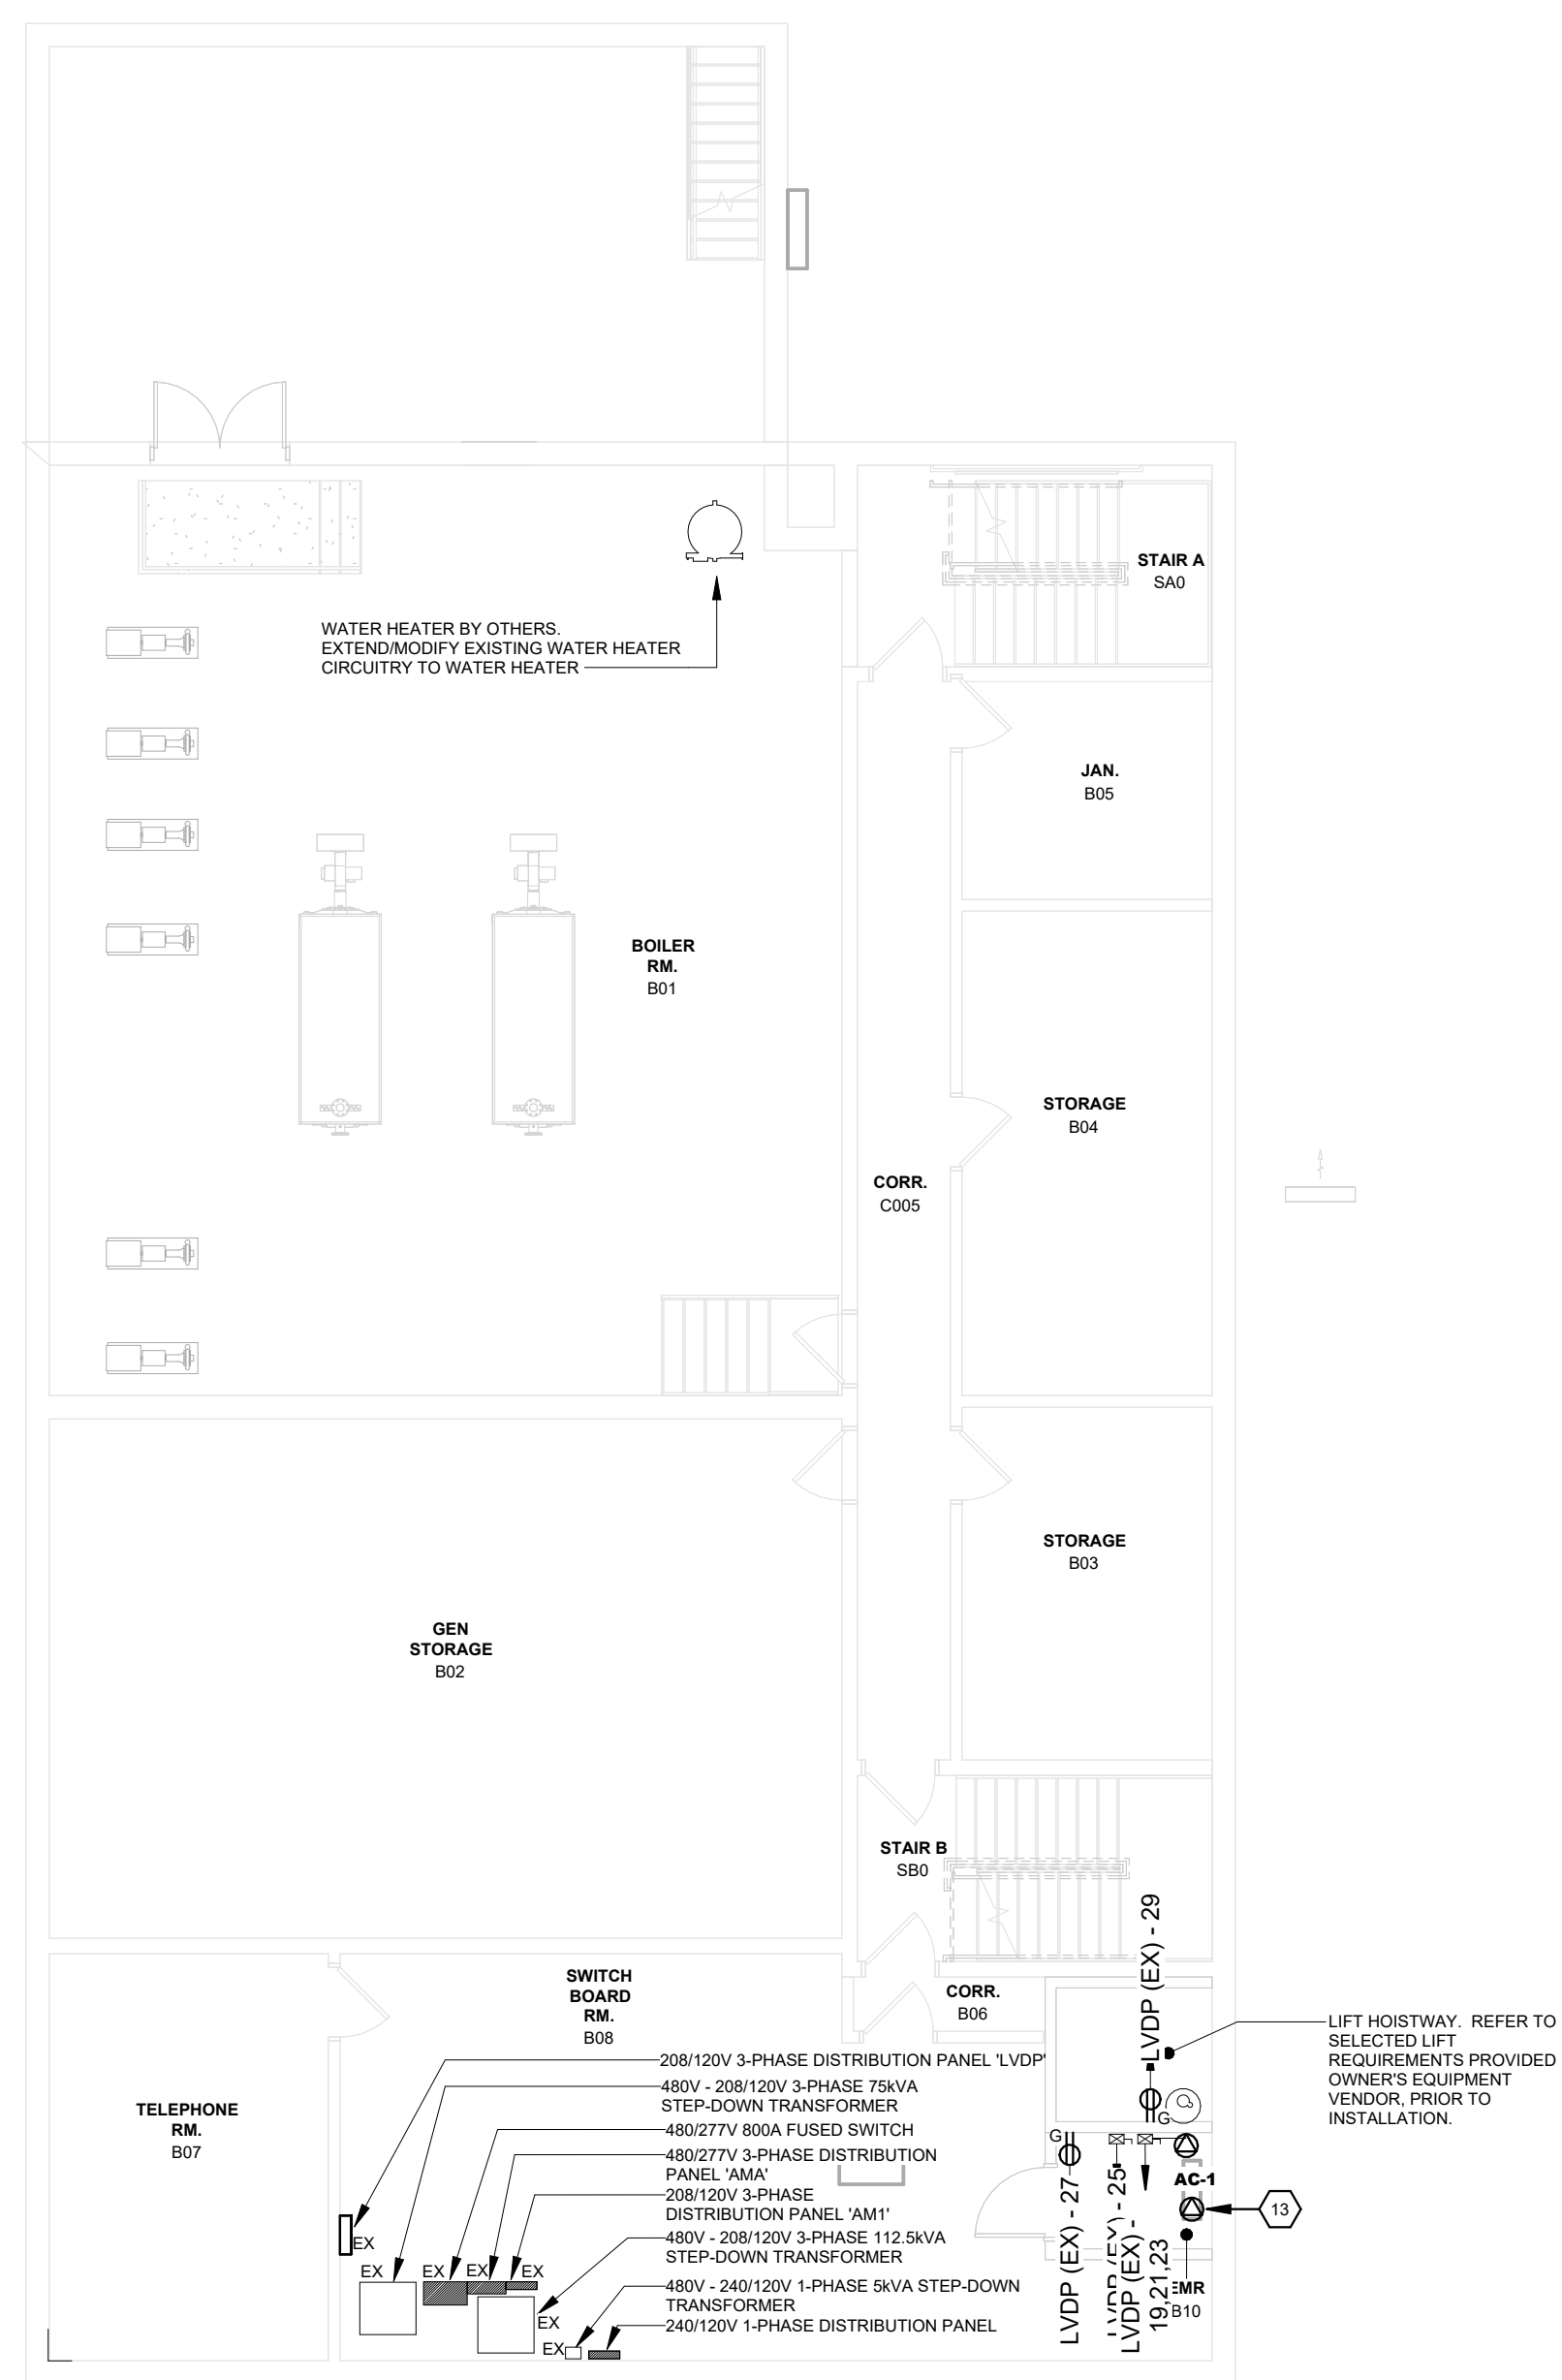 STAIR A
SA0
WATER HEATER BY OTHERS.
EXTEND/MODIFY EXISTING WATER HEATER
CIRCUITRY TO WATER HEATER
JAN.
B05
BOILER
RM.
B01
STORAGE
B04
CORR.
C005
STORAGE
B03
GEN
STORAGE
B02
STAIR B
SB0
LVDP (EX) - 29
SWITCH
BOARD
RM.
B08
CORR.
B06
LIFT HOISTWAY. REFER TO
SELECTED LIFT
REQUIREMENTS PROVIDED
OWNER'S EQUIPMENT
VENDOR, PRIOR TO
INSTALLATION.
TELEPHONE
RM.
B07
208/120V 3-PHASE DISTRIBUTION PANEL 'LVDP'
480V - 208/120V 3-PHASE 75kVA
STEP-DOWN TRANSFORMER
480/277V 800A FUSED SWITCH
480/277V 3-PHASE DISTRIBUTION
PANEL 'AMA'
208/120V 3-PHASE
DISTRIBUTION PANEL 'AM1'
480V - 208/120V 3-PHASE 112.5kVA
STEP-DOWN TRANSFORMER
480V - 240/120V 1-PHASE 5kVA STEP-DOWN
TRANSFORMER
240/120V 1-PHASE DISTRIBUTION PANEL
EX
EX
EX
EX
EX
EX
EX
G
G
LVDP (EX) - 27
LVDP (EX) - 25
LVDP (EX) -
19,21,23
AC-1
13
EMR
B10